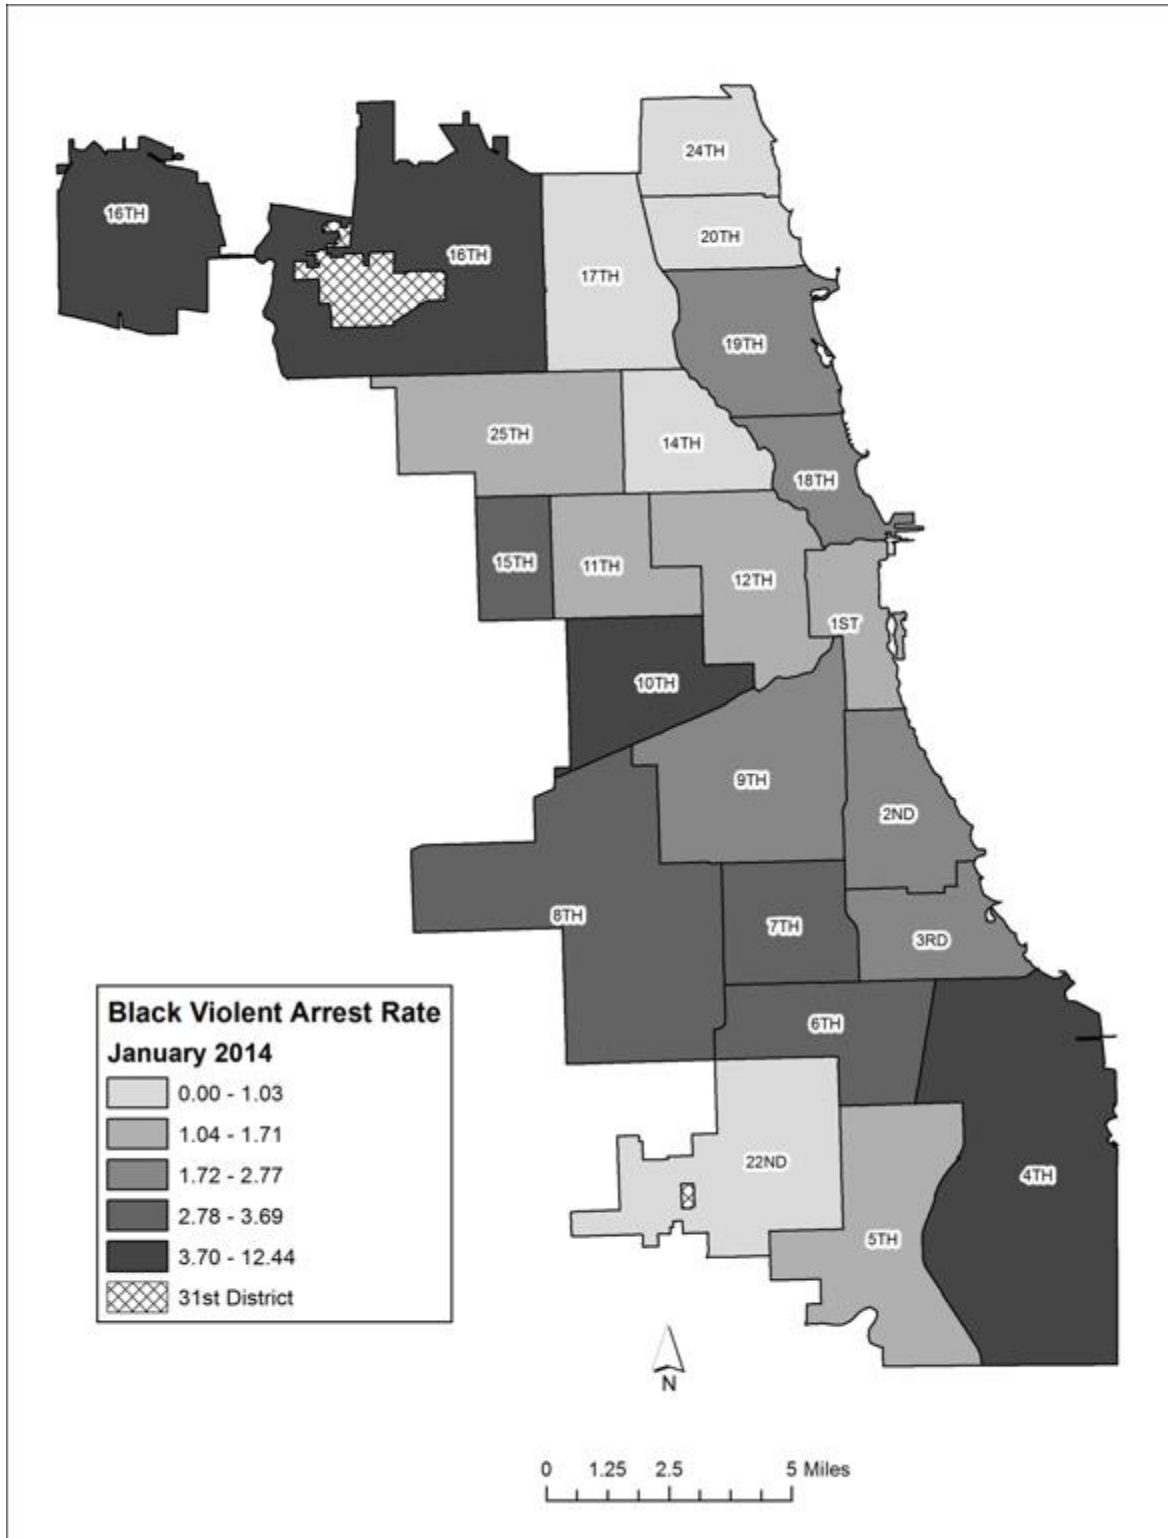 24TH
16TH
20TH
16TH
17TH
19TH
25TH
14TH
18TH
15TH
11TH
12TH
1ST
10TH
9TH
2ND
8TH
7TH
3RD
6TH
22ND
4TH
5TH
Black Violent Arrest Rate
January 2014
0.00 - 1.03
1.04 - 1.71
1.72 - 2.77
2.78 - 3.69
3.70 - 12.44
31st District
N
0 1.25 2.5 5 Miles